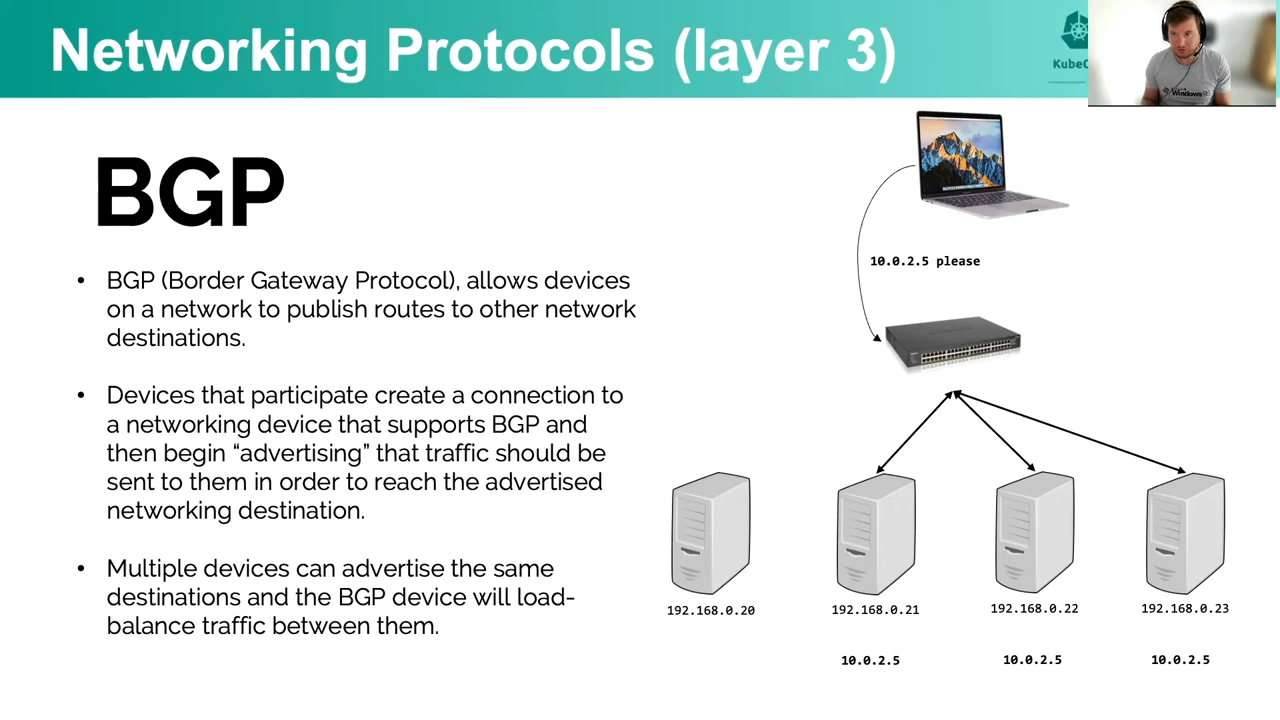 Networking Protocols (layer 3)
BGP
• BGP (Border Gateway Protocol), allows devices
on a network to publish routes to other network
destinations.
• Devices that participate create a connection to
a networking device that supports BGP and
then begin “advertising” that traffic should be
sent to them in order to reach the advertised
networking destination.
• Multiple devices can advertise the same
destinations and the BGP device will load-
balance traffic between them.
10.0.2.5 please
192.168.0.20
192.168.0.21
192.168.0.22
192.168.0.23
10.0.2.5
10.0.2.5
10.0.2.5